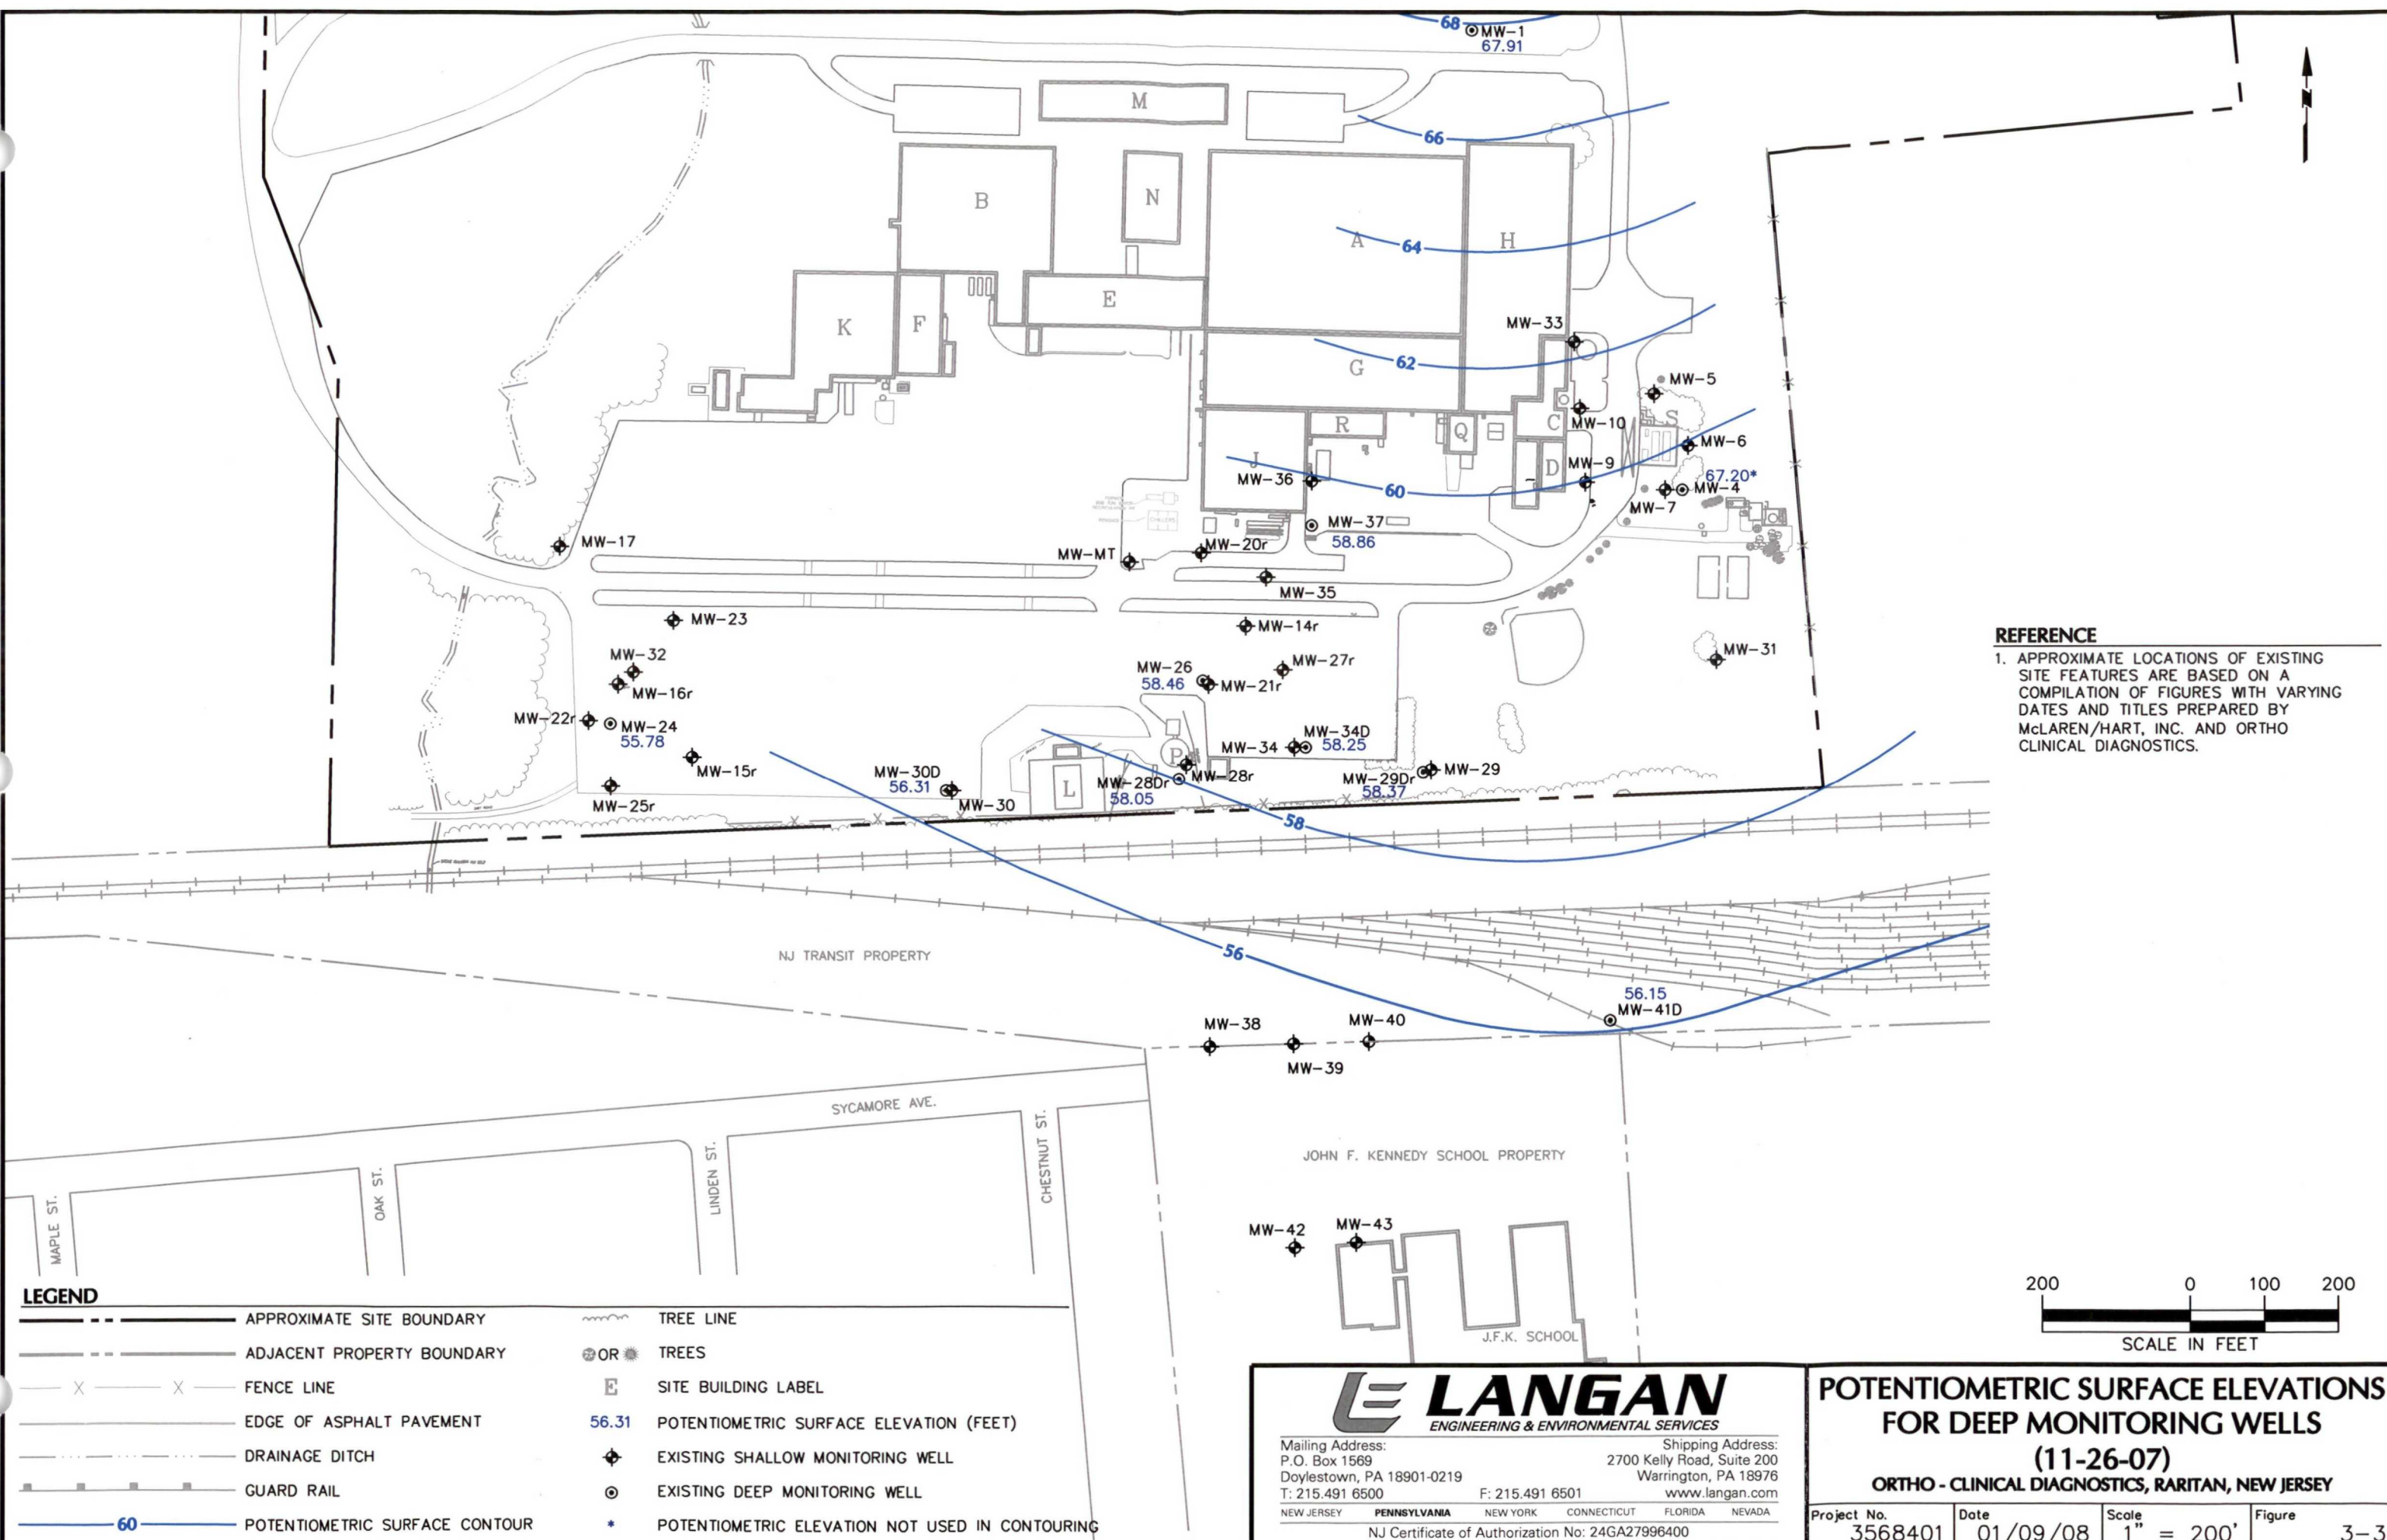 68
MW-1
67.91
N
M
66
B
N
A
64
H
E
K
F
MW-33
62
G
MW-5
R
Q
C
MW-10
S
MW-6
J
MW-36
60
D
MW-9
67.20*
MW-4
MW-7
MW-37
58.86
MW-17
MW-MT
MW-20r
MW-35
MW-23
MW-14r
MW-32
MW-16r
MW-26
58.46
MW-21r
MW-27r
MW-31
MW-22r
MW-24
55.78
MW-34D
MW-34
58.25
P
MW-15r
MW-30D
56.31
MW-30
L
MW-28Dr
58.05
MW-28r
MW-29Dr
58.37
MW-29
MW-25r
58
REFERENCE
1. APPROXIMATE LOCATIONS OF EXISTING
SITE FEATURES ARE BASED ON A
COMPILATION OF FIGURES WITH VARYING
DATES AND TITLES PREPARED BY
McLAREN/HART, INC. AND ORTHO
CLINICAL DIAGNOSTICS.
NJ TRANSIT PROPERTY
56
56.15
MW-41D
MW-38
MW-40
MW-39
SYCAMORE AVE.
MAPLE ST.
OAK ST.
LINDEN ST.
CHESTNUT ST.
JOHN F. KENNEDY SCHOOL PROPERTY
MW-42
MW-43
J.F.K. SCHOOL
200 0 100 200
SCALE IN FEET
LEGEND
APPROXIMATE SITE BOUNDARY
ADJACENT PROPERTY BOUNDARY
X X FENCE LINE
EDGE OF ASPHALT PAVEMENT
DRAINAGE DITCH
GUARD RAIL
60 POTENTIOMETRIC SURFACE CONTOUR
TREE LINE
OR TREES
E SITE BUILDING LABEL
56.31 POTENTIOMETRIC SURFACE ELEVATION (FEET)
EXISTING SHALLOW MONITORING WELL
EXISTING DEEP MONITORING WELL
* POTENTIOMETRIC ELEVATION NOT USED IN CONTOURING
LANGAN
ENGINEERING & ENVIRONMENTAL SERVICES
Mailing Address:
P.O. Box 1569
Doylestown, PA 18901-0219
T: 215.491 6500
Shipping Address:
2700 Kelly Road, Suite 200
Warrington, PA 18976
F: 215.491 6501 www.langan.com
NEW JERSEY PENNSYLVANIA NEW YORK CONNECTICUT FLORIDA NEVADA
NJ Certificate of Authorization No: 24GA27996400
POTENTIOMETRIC SURFACE ELEVATIONS
FOR DEEP MONITORING WELLS
(11-26-07)
ORTHO - CLINICAL DIAGNOSTICS, RARITAN, NEW JERSEY
Project No.
3568401
Date
01/09/08
Scale
1" = 200'
Figure
3-3